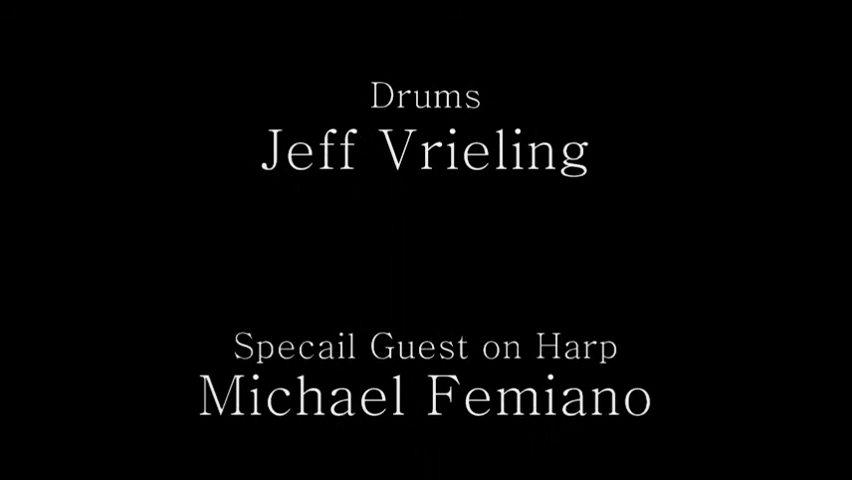 Drums
Jeff Vrieling
Specail Guest on Harp
Michael Femiano